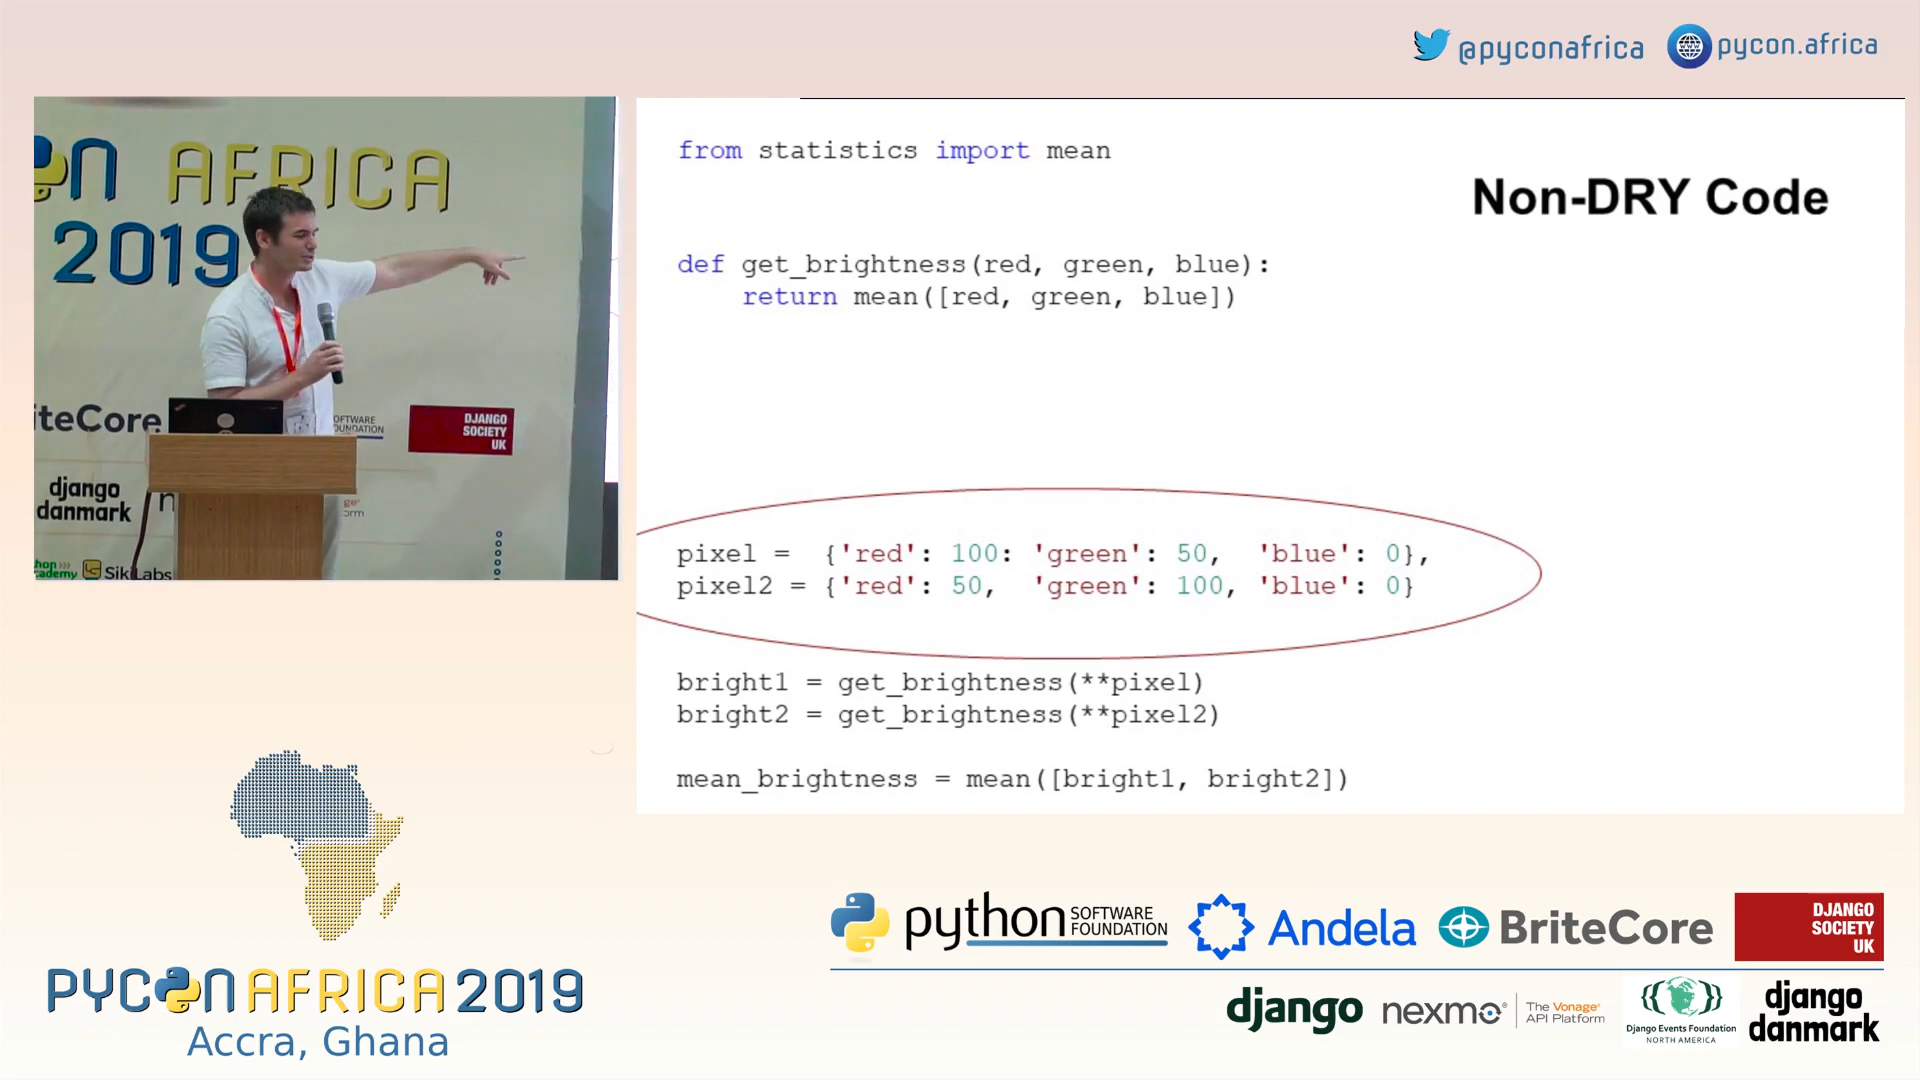 @pyconafrica
pycon.africa
AFRICA
2019
iteCore
OFTWARE
OUNDATION
DJANGO
SOCIETY
UK
django
danmark
SikiLabs
from statistics import mean
Non-DRY Code
def get_brightness(red, green, blue):
return mean([red, green, blue])
pixel = {'red': 100: 'green': 50, 'blue': 0},
pixel2 = {'red': 50, 'green': 100, 'blue': 0}
bright1 = get_brightness(**pixel)
bright2 = get_brightness(**pixel2)
mean_brightness = mean([bright1, bright2])
PYCON AFRICA 2019
Accra, Ghana
python SOFTWARE
FOUNDATION
Andela
BriteCore
DJANGO
SOCIETY
UK
django
nexmo
The Vonage®
API Platform
Django Events Foundation
NORTH AMERICA
django
danmark